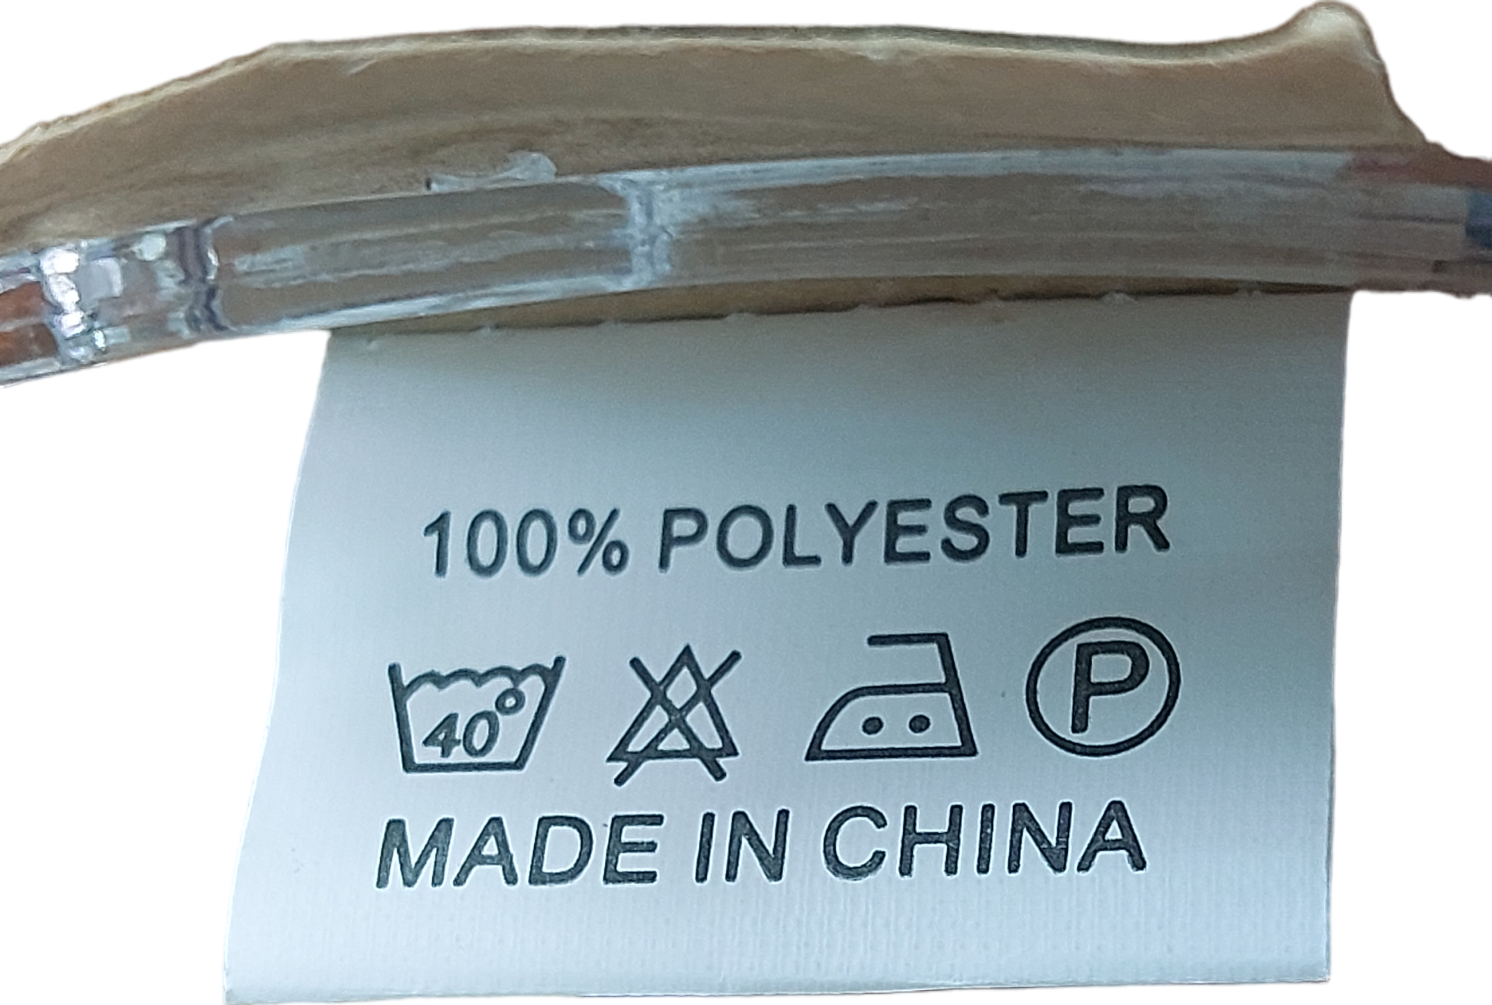 100% POLYESTER
40° P
MADE IN CHINA